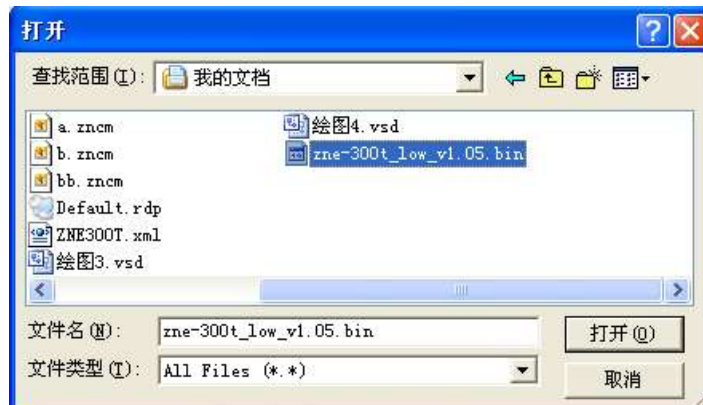 打开
查找范围(I): 我的文档
a.zncm
b.zncm
bb.zncm
Default.rdp
ZNE300T.xml
绘图3.vsd
绘图4.vsd
zne-300t_low_v1.05.bin
文件名(N): zne-300t_low_v1.05.bin 打开(O)
文件类型(T): All Files (*.*) 取消